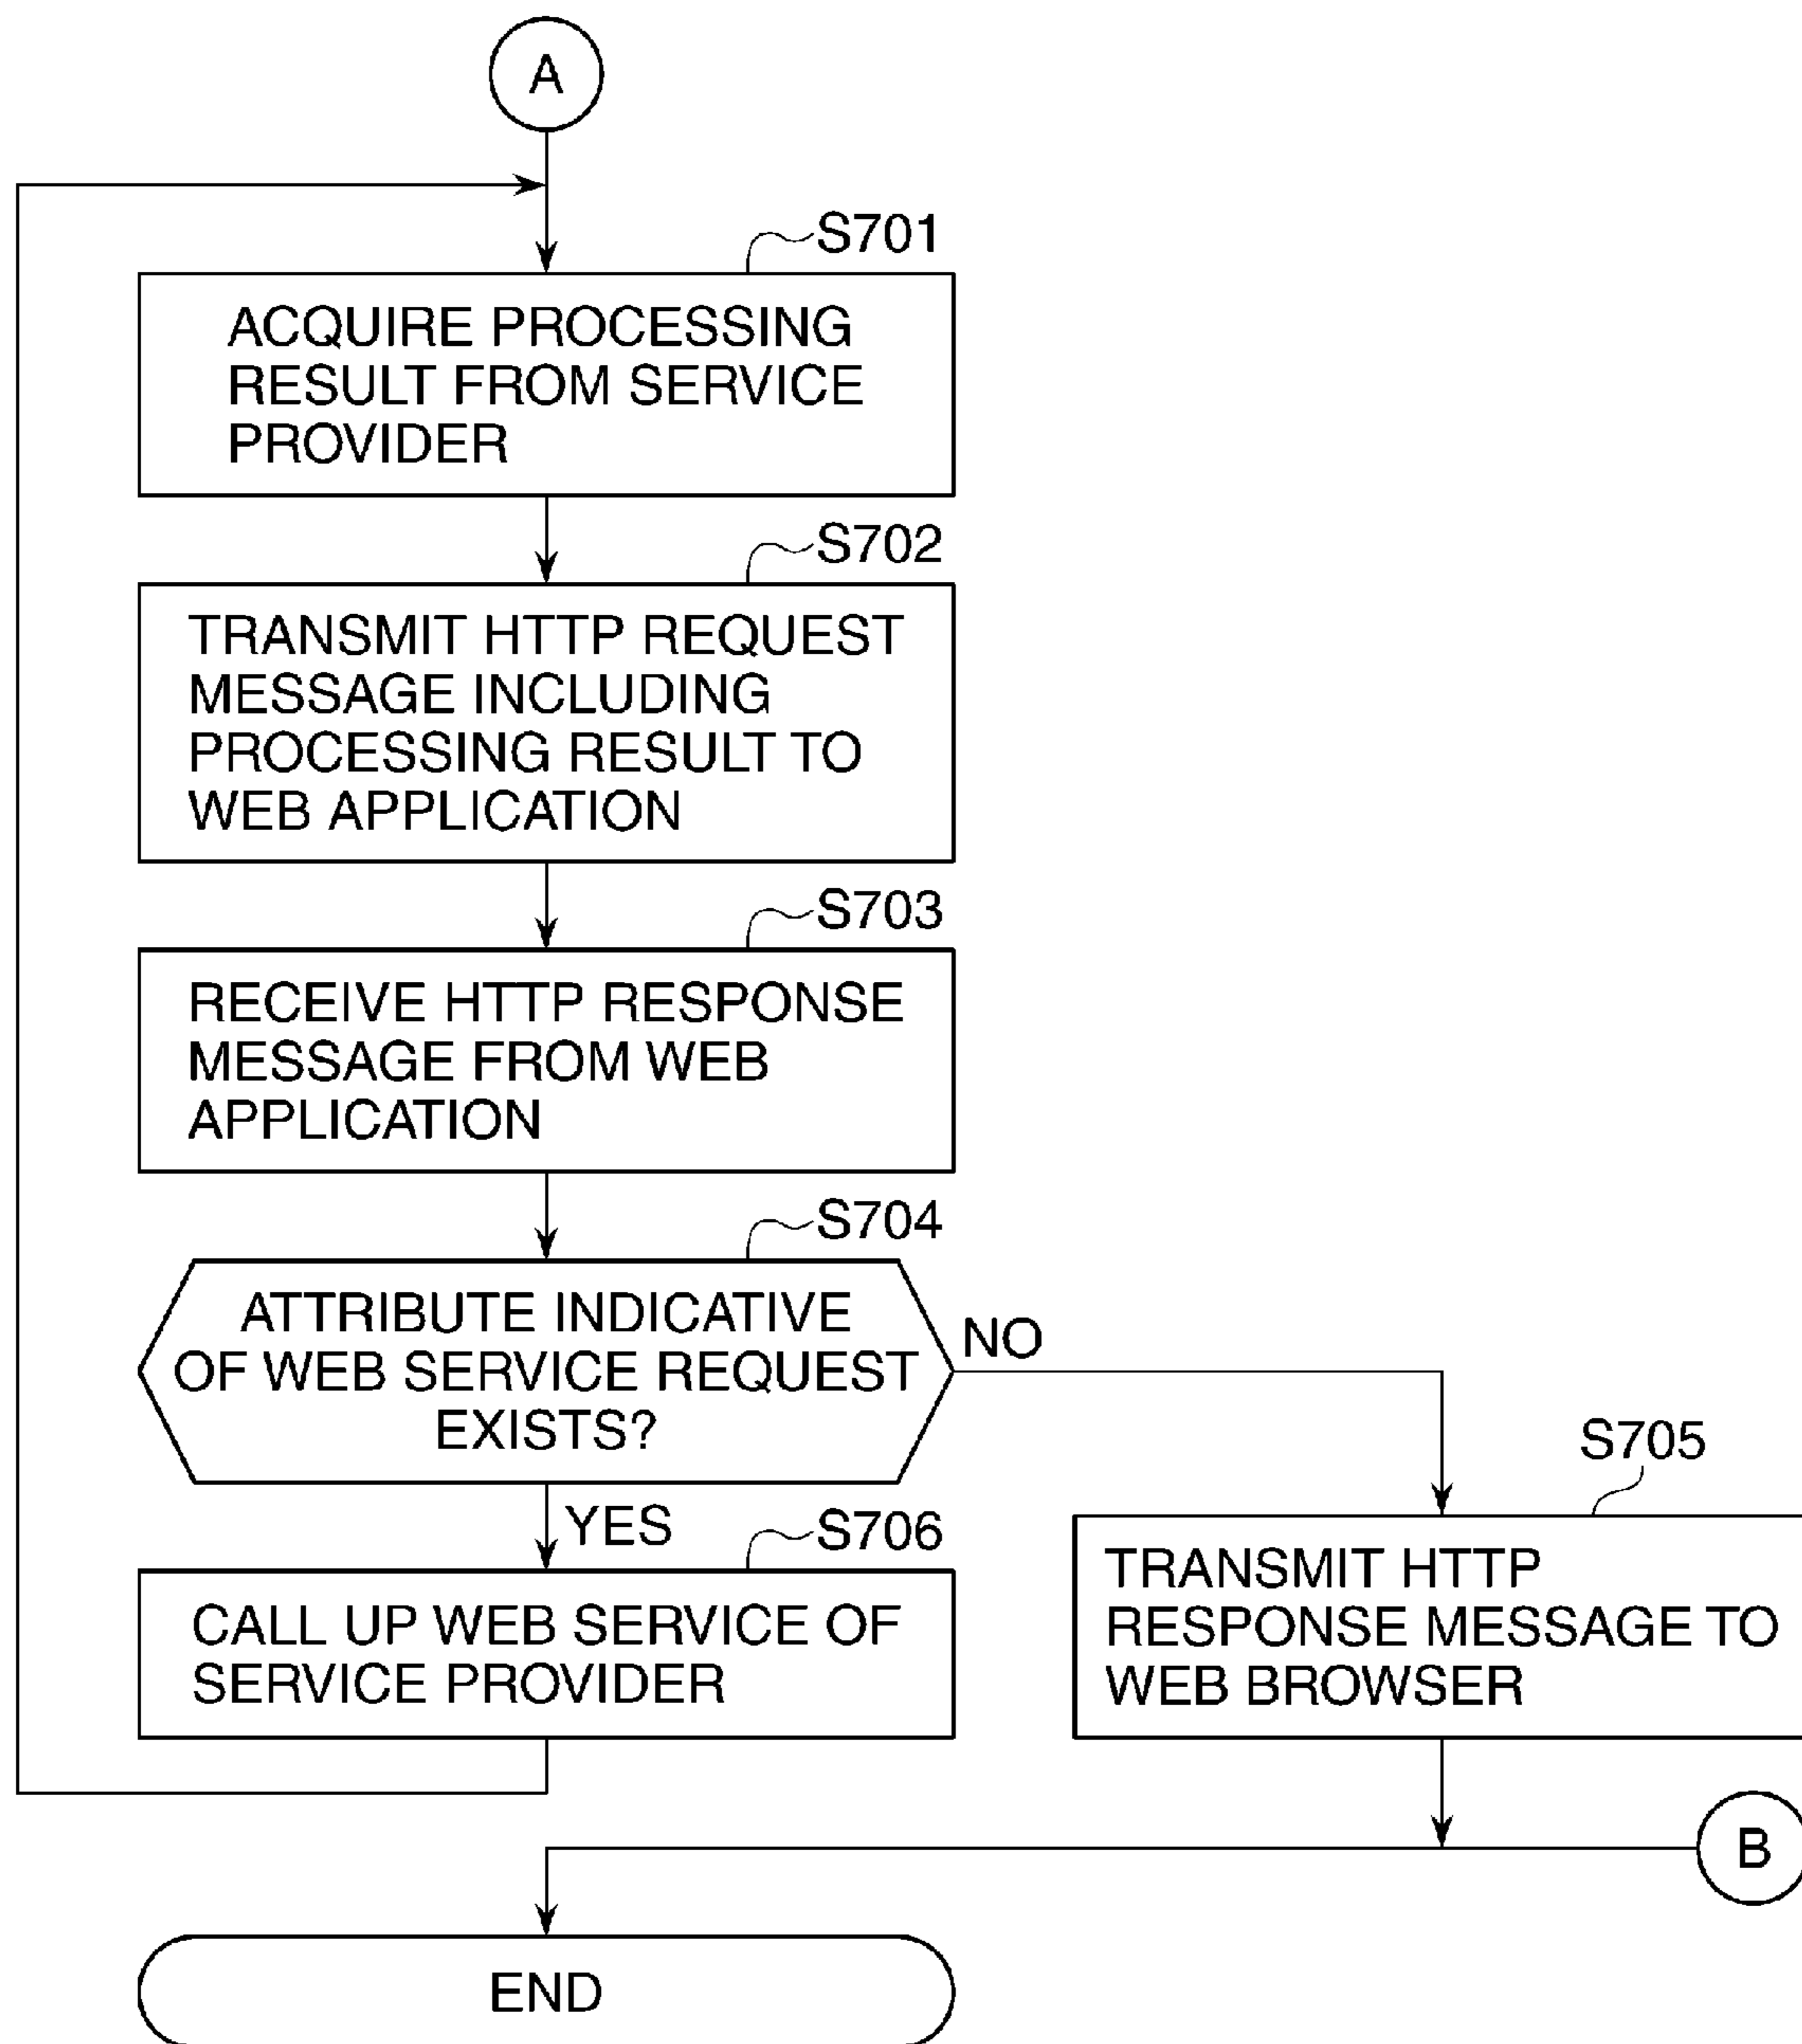 A
S701
ACQUIRE PROCESSING
RESULT FROM SERVICE
PROVIDER
S702
TRANSMIT HTTP REQUEST
MESSAGE INCLUDING
PROCESSING RESULT TO
WEB APPLICATION
S703
RECEIVE HTTP RESPONSE
MESSAGE FROM WEB
APPLICATION
S704
ATTRIBUTE INDICATIVE
OF WEB SERVICE REQUEST
EXISTS?
NO
YES
S705
TRANSMIT HTTP
RESPONSE MESSAGE TO
WEB BROWSER
S706
CALL UP WEB SERVICE OF
SERVICE PROVIDER
B
END